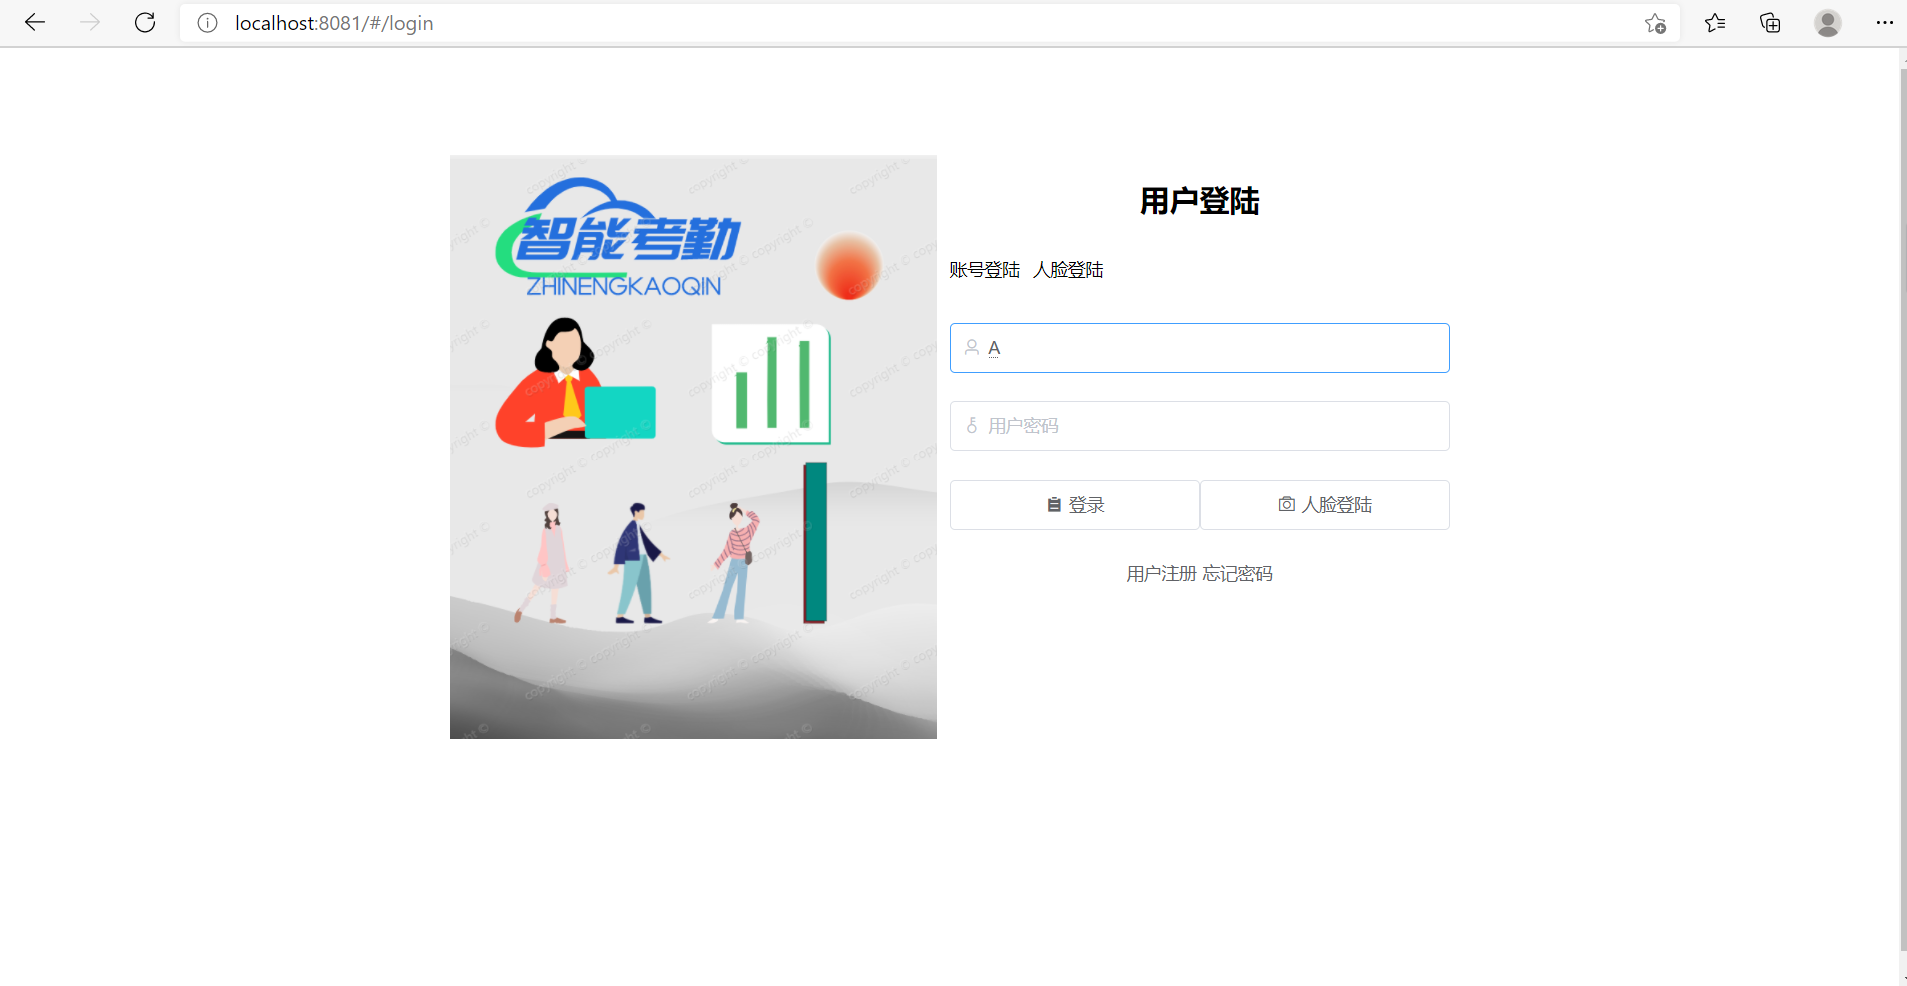 localhost:8081/#/login
智能考勤
ZHINENGKAOQIN
copyright ©
用户登陆
账号登陆 人脸登陆
A
用户密码
登录 人脸登陆
用户注册 忘记密码